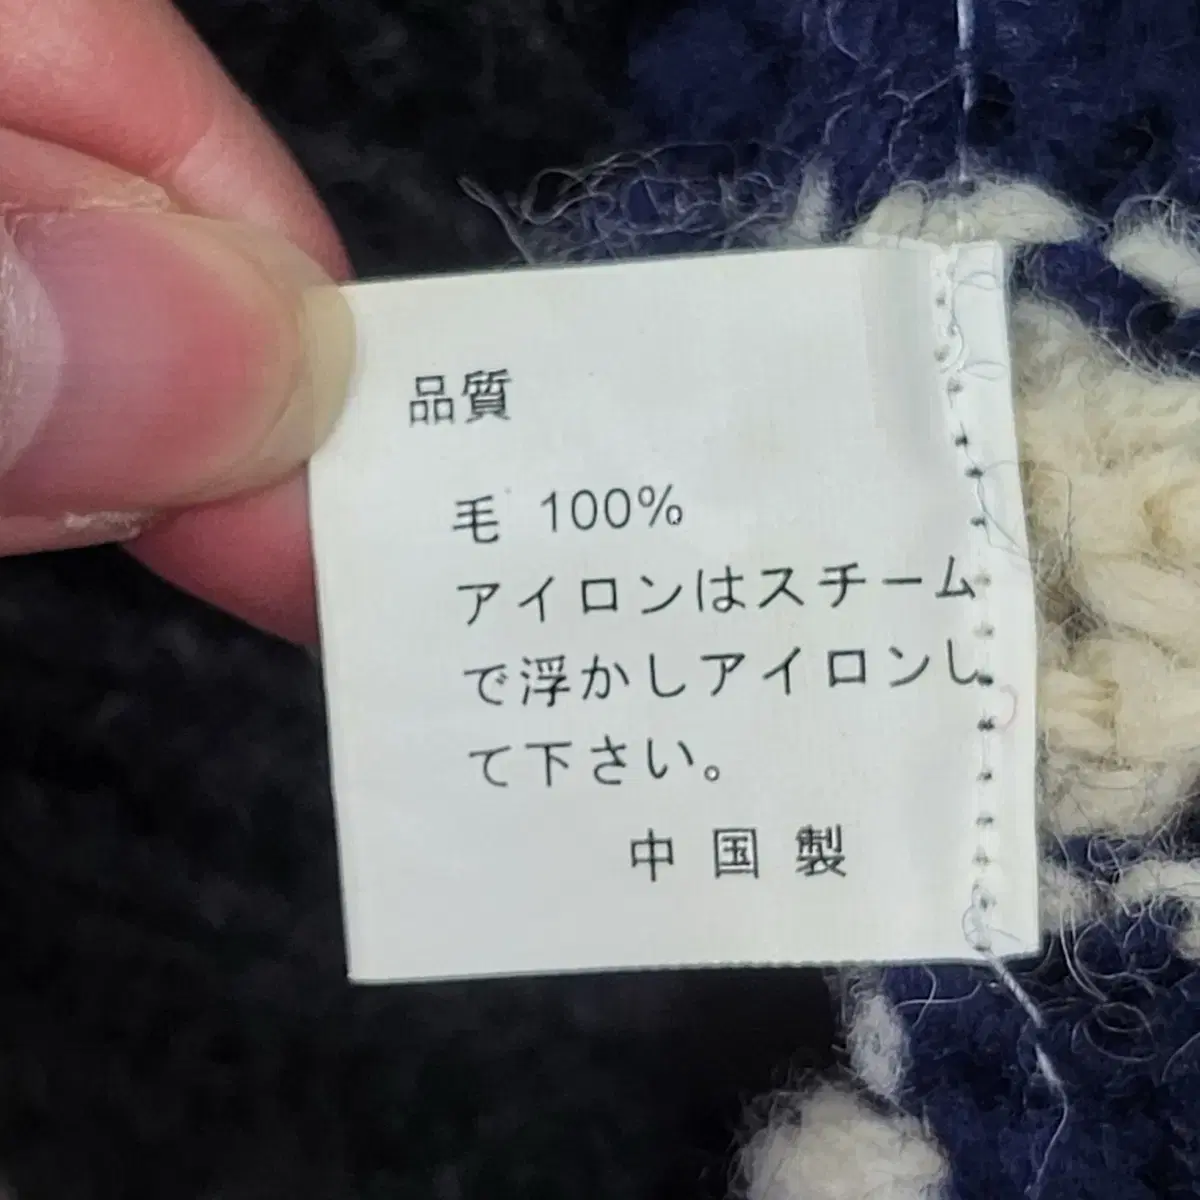 品質
毛 100%
アイロンはスチーム
で浮かしアイロンし
て下さい。
中国製